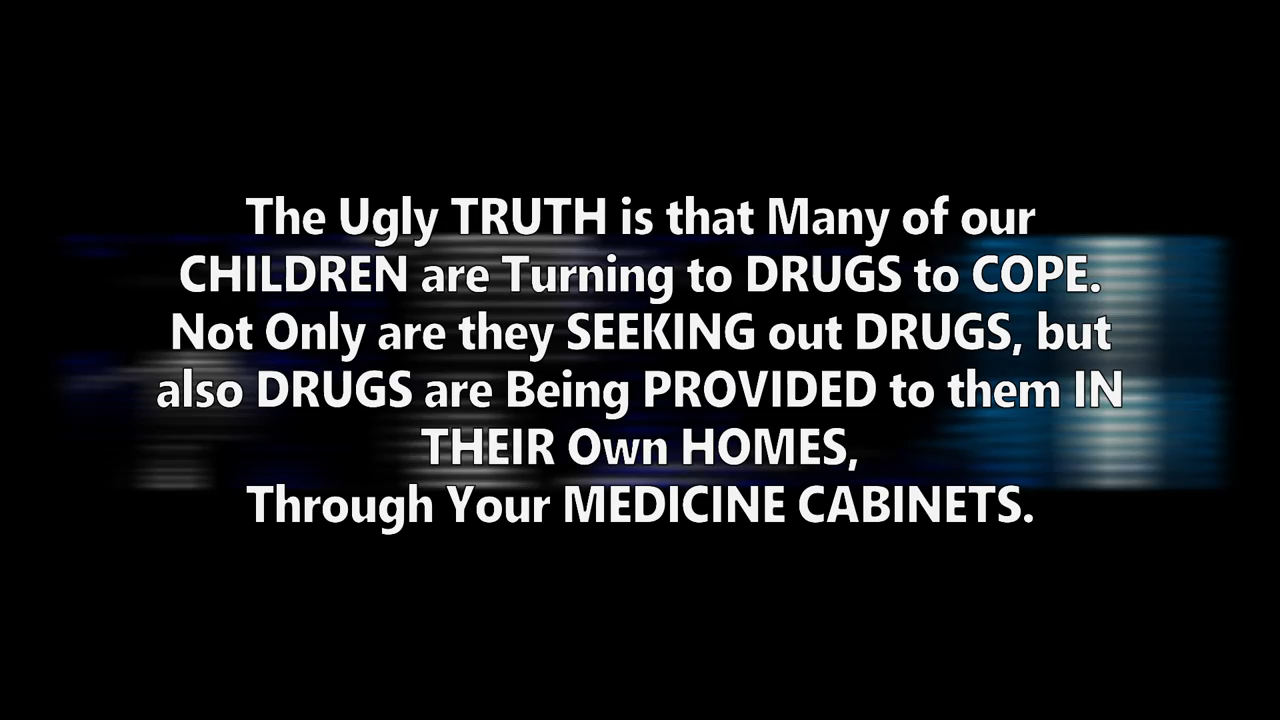 The Ugly TRUTH is that Many of our
CHILDREN are Turning to DRUGS to COPE.
Not Only are they SEEKING out DRUGS, but
also DRUGS are Being PROVIDED to them IN
THEIR Own HOMES,
Through Your MEDICINE CABINETS.